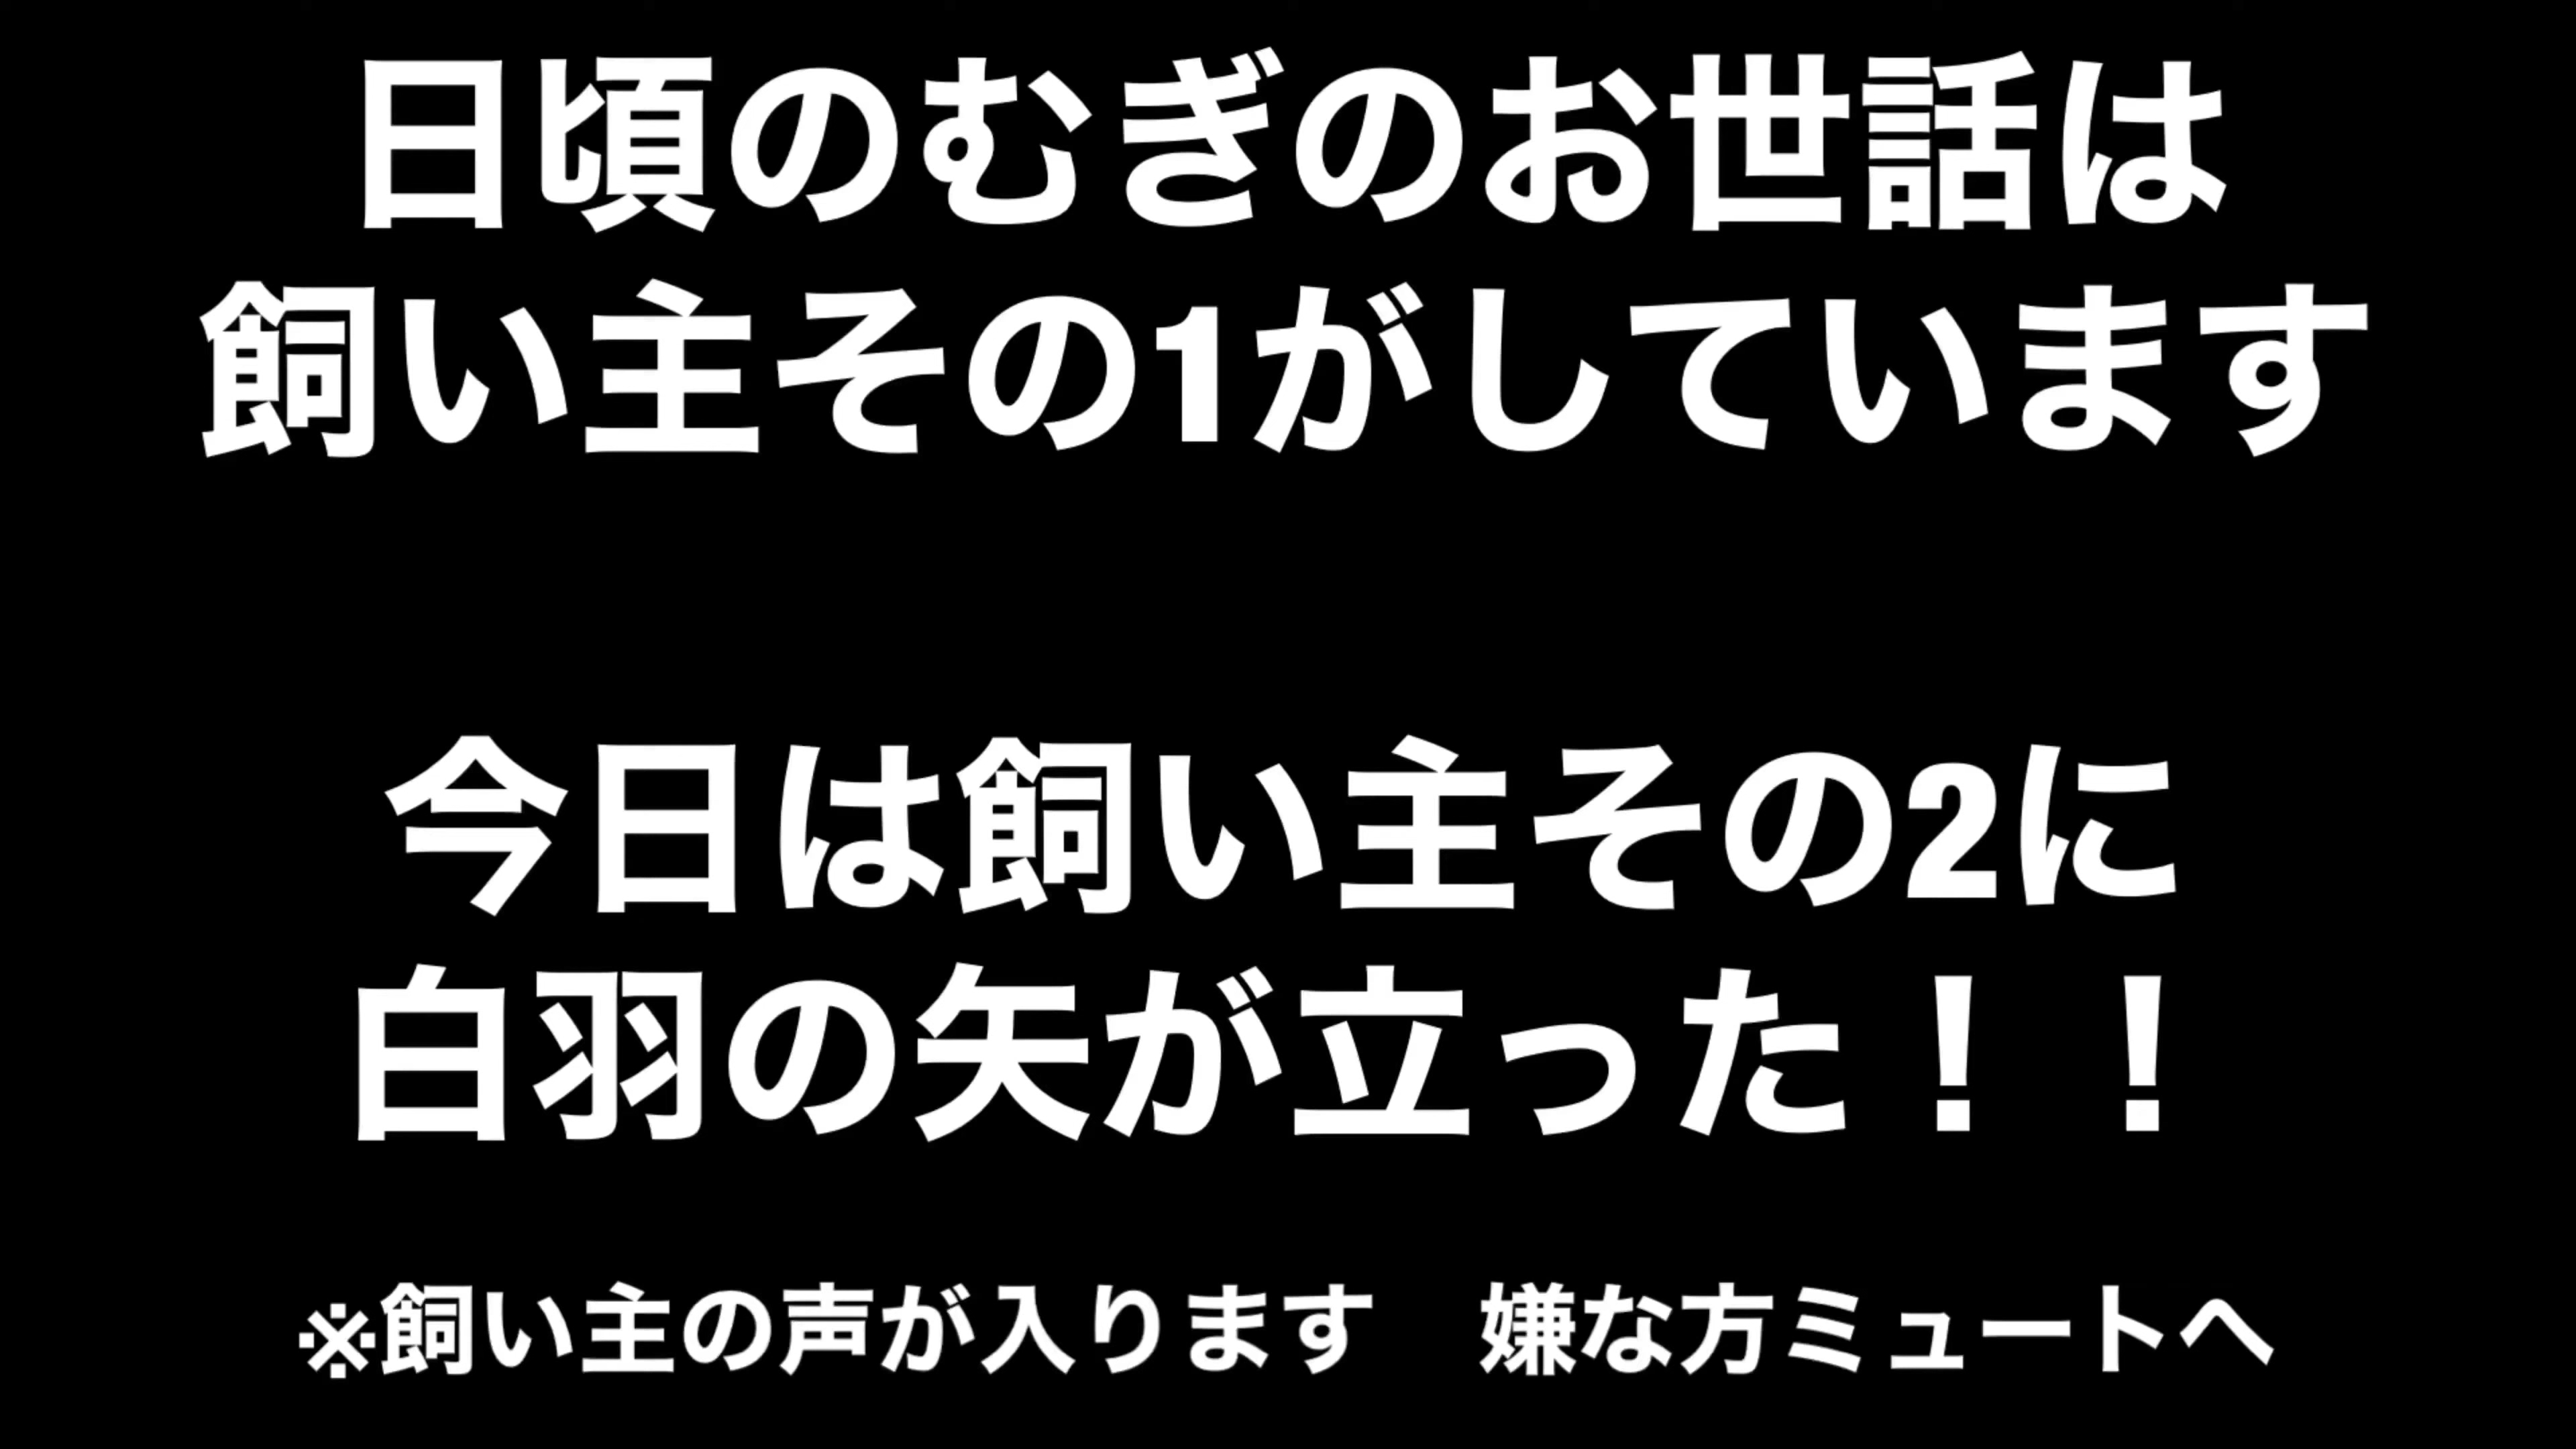 日頃のむぎのお世話は
飼い主その1がしています
今日は飼い主その2に
白羽の矢が立った！！
※飼い主の声が入ります　嫌な方ミュートへ